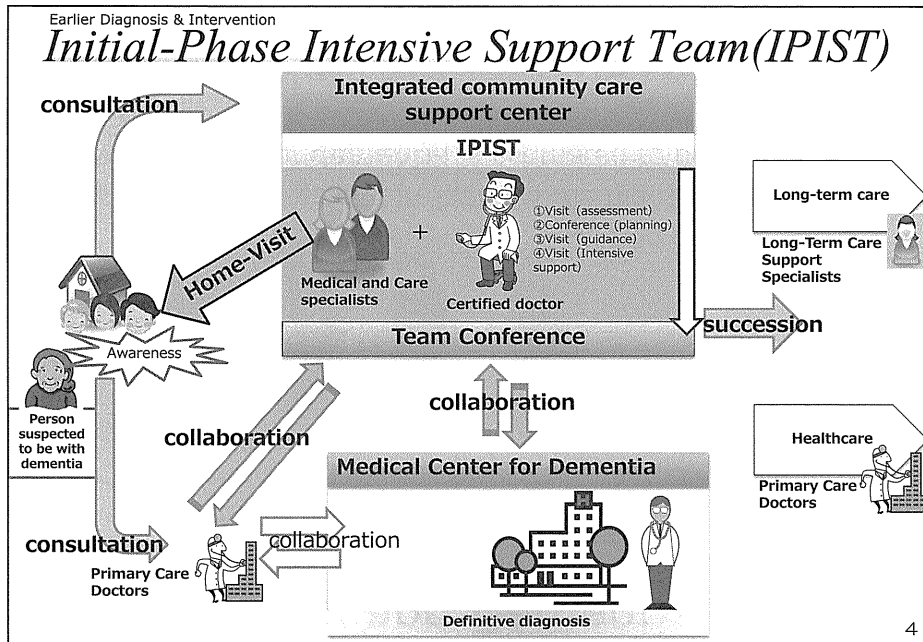 Earlier Diagnosis & Intervention
Initial-Phase Intensive Support Team(IPIST)
consultation
Integrated community care
support center
IPIST
①Visit (assessment)
②Conference (planning)
③Visit (guidance)
④Visit (Intensive
support)
+
Medical and Care
specialists
Certified doctor
Team Conference
Home-Visit
Awareness
Person
suspected
to be with
dementia
Long-term care
Long-Term Care
Support
Specialists
succession
collaboration
collaboration
Healthcare
Primary Care
Doctors
Medical Center for Dementia
consultation
collaboration
Primary Care
Doctors
Definitive diagnosis
4